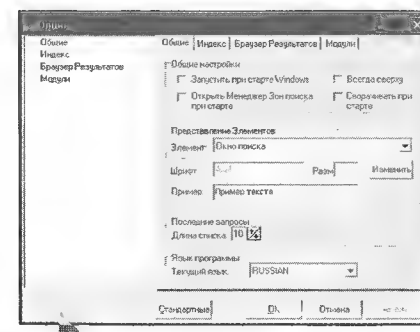 Общие
Индекс
Браузер Результатов
Модули
Общие Индекс Браузер Результатов Модули
Общие настройки
Запустить при старте Windows
Всегда сверху
Открыть Менеджер Зон поиска при старте
Сворачивать при старте
Представление Элементов
Элемент Окно поиска
Шрифт
Разм
Изменить
Пример Пример текста
Последние запросы
Длина списка 10
Язык программы
Текущий язык RUSSIAN
Стандартные Ok Отмена